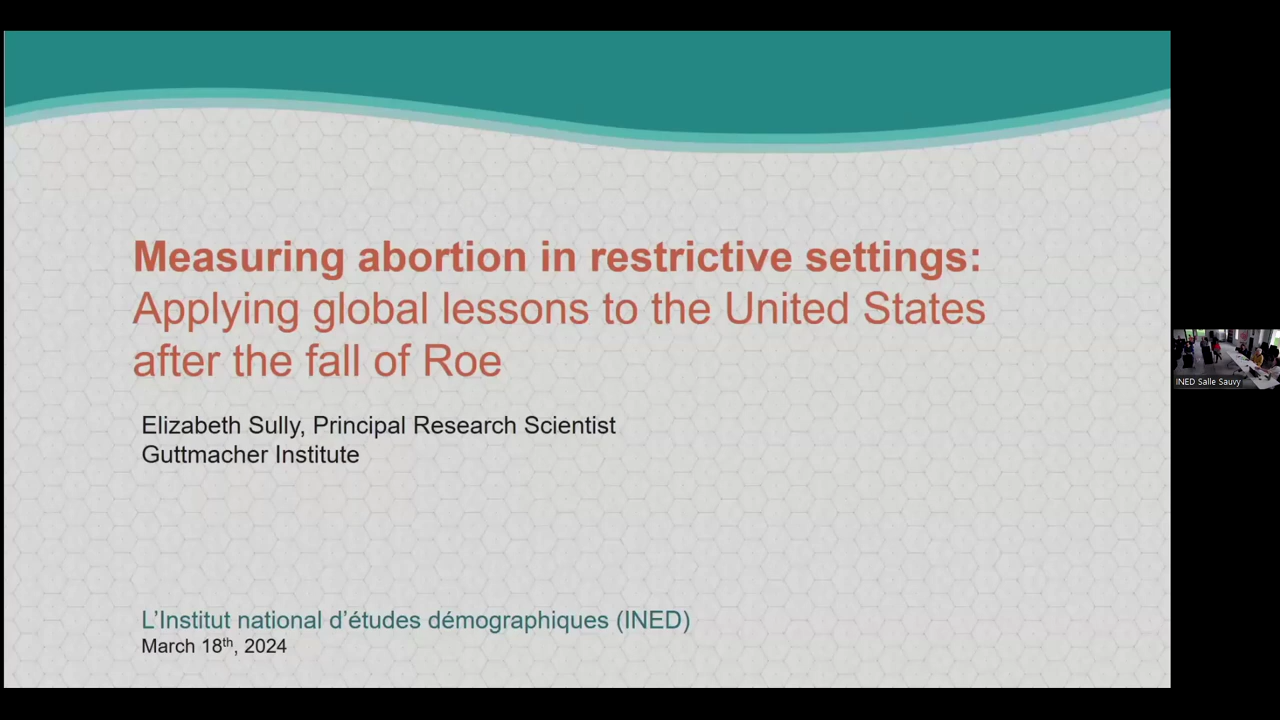 Measuring abortion in restrictive settings:
Applying global lessons to the United States
after the fall of Roe
Elizabeth Sully, Principal Research Scientist
Guttmacher Institute
L’Institut national d’études démographiques (INED)
March 18th, 2024
INED Salle Sauvy